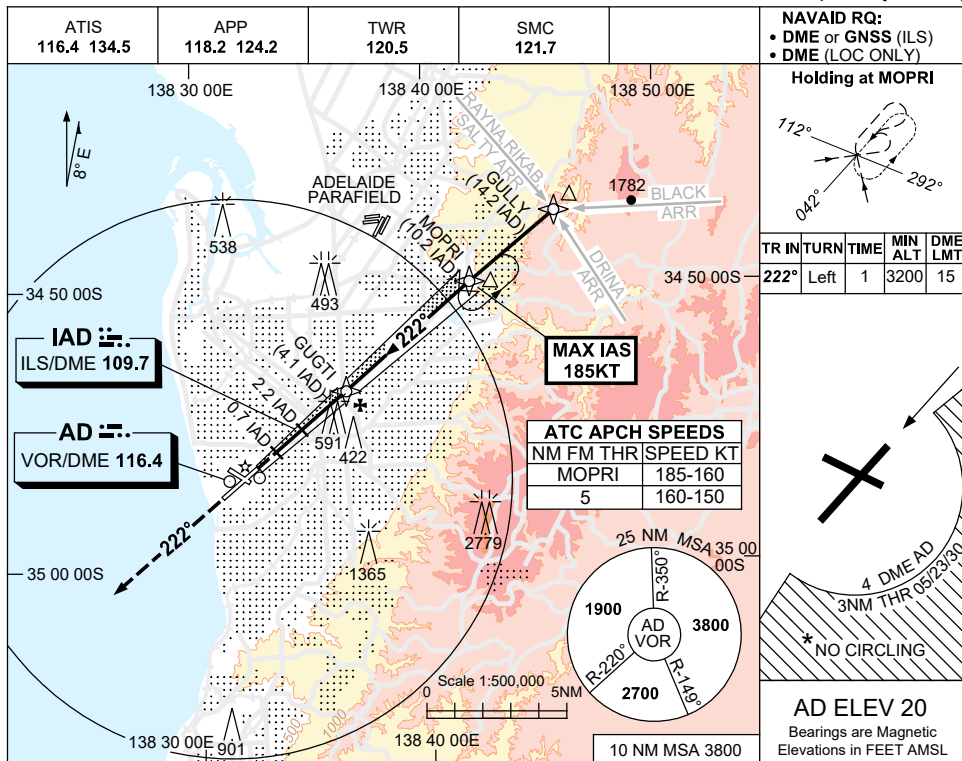 ATIS
116.4 134.5
APP
118.2 124.2
TWR
120.5
SMC
121.7
NAVAID RQ:
• DME or GNSS (ILS)
• DME (LOC ONLY)
138 30 00E
138 40 00E
138 50 00E
8° E
RAYNA,RIKAB,
SALTY ARR
ADELAIDE
PARAFIELD
GULLY
(14.2 IAD)
1782
BLACK
ARR
MOPRI
(10.2 IAD)
DRINA
ARR
538
493
34 50 00S
34 50 00S
222°
IAD
ILS/DME 109.7
GUGTI
(4.1 IAD)
2.2 IAD
0.7 IAD
MAX IAS
185KT
AD
VOR/DME 116.4
591
422
ATC APCH SPEEDS
NM FM THR SPEED KT
MOPRI 185-160
5 160-150
2779
222°
1365
35 00 00S
35 00
00S
25 NM MSA
R-350°
1900
3800
AD
VOR
R-220°
R-149°
2700
Scale 1:500,000
0 5NM
500
1000
901
138 30 00E
138 40 00E
10 NM MSA 3800
Holding at MOPRI
112°
292°
042°
TR IN TURN TIME MIN ALT DME LMT
222° Left 1 3200 15
4 DME AD
3NM THR 05/23/30
*NO CIRCLING
AD ELEV 20
Bearings are Magnetic
Elevations in FEET AMSL